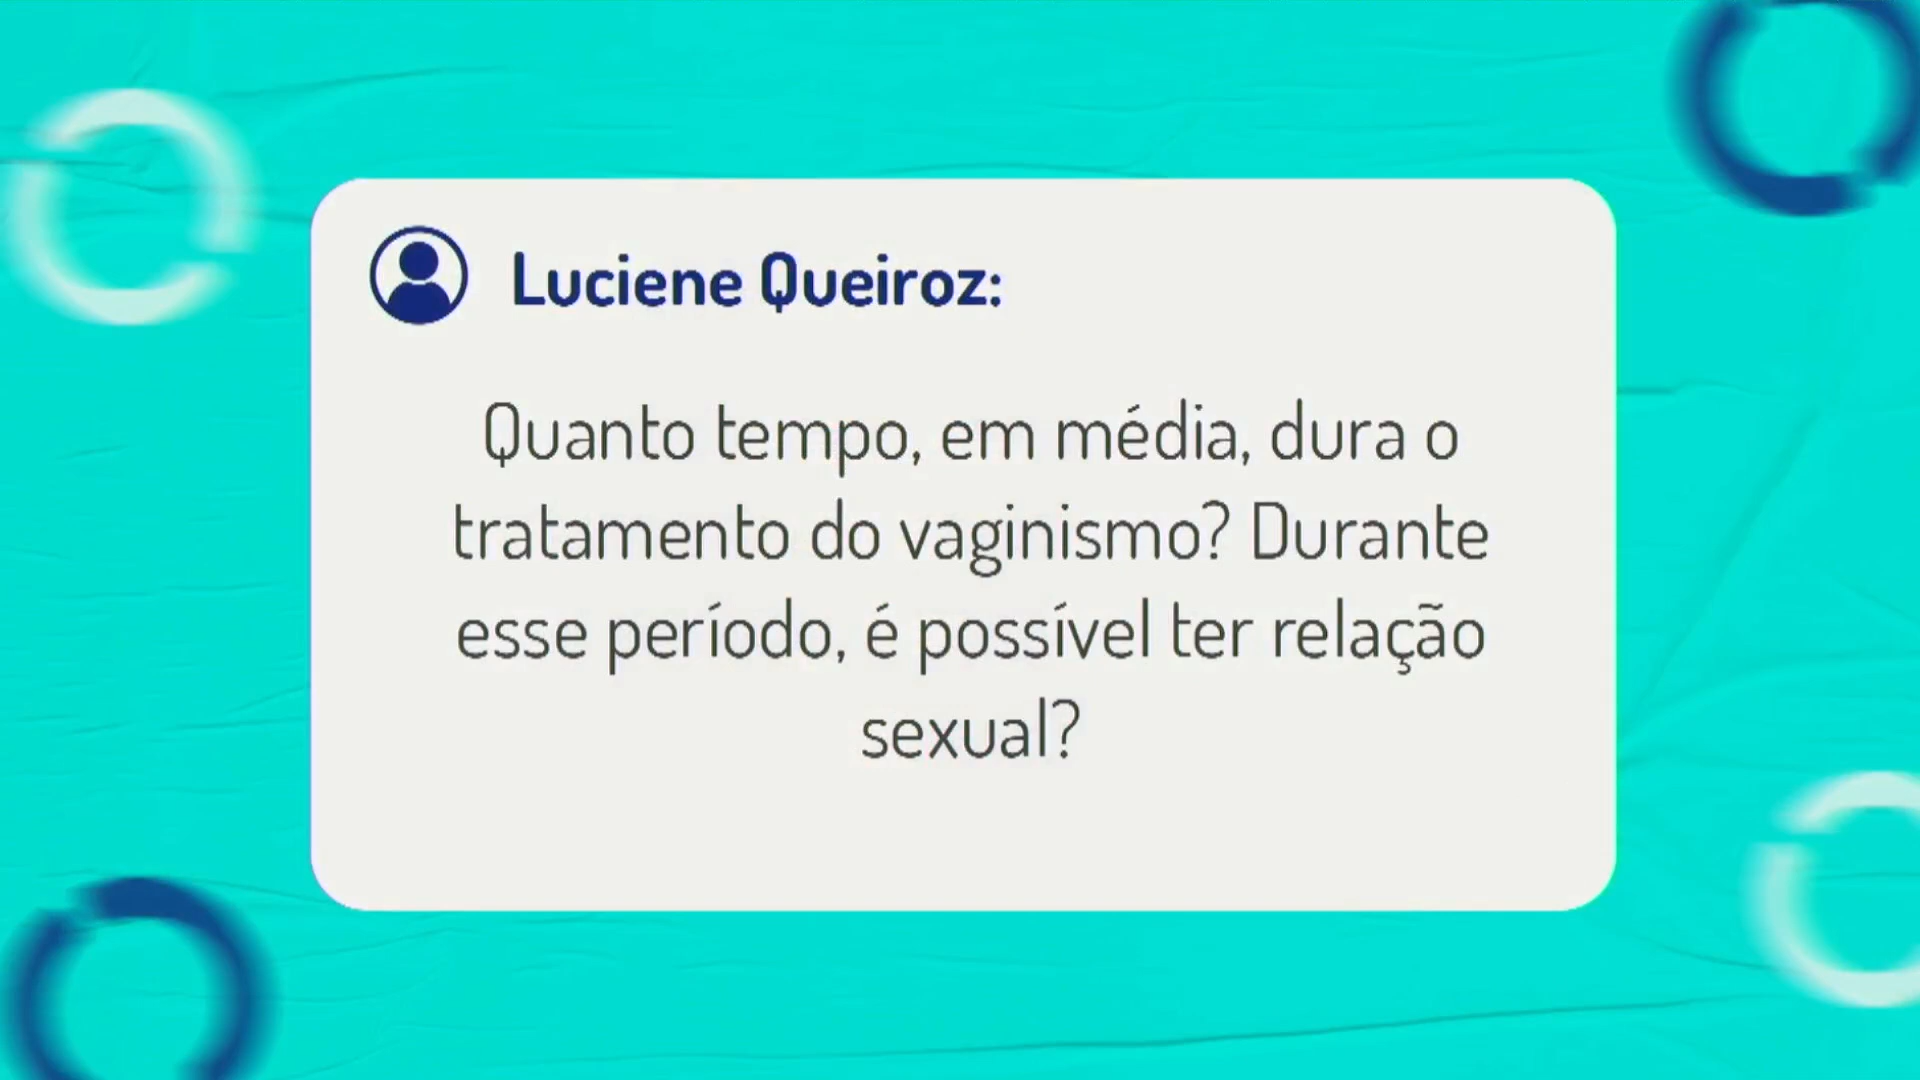 Luciene Queiroz:
Quanto tempo, em média, dura o
tratamento do vaginismo? Durante
esse período, é possível ter relação
sexual?